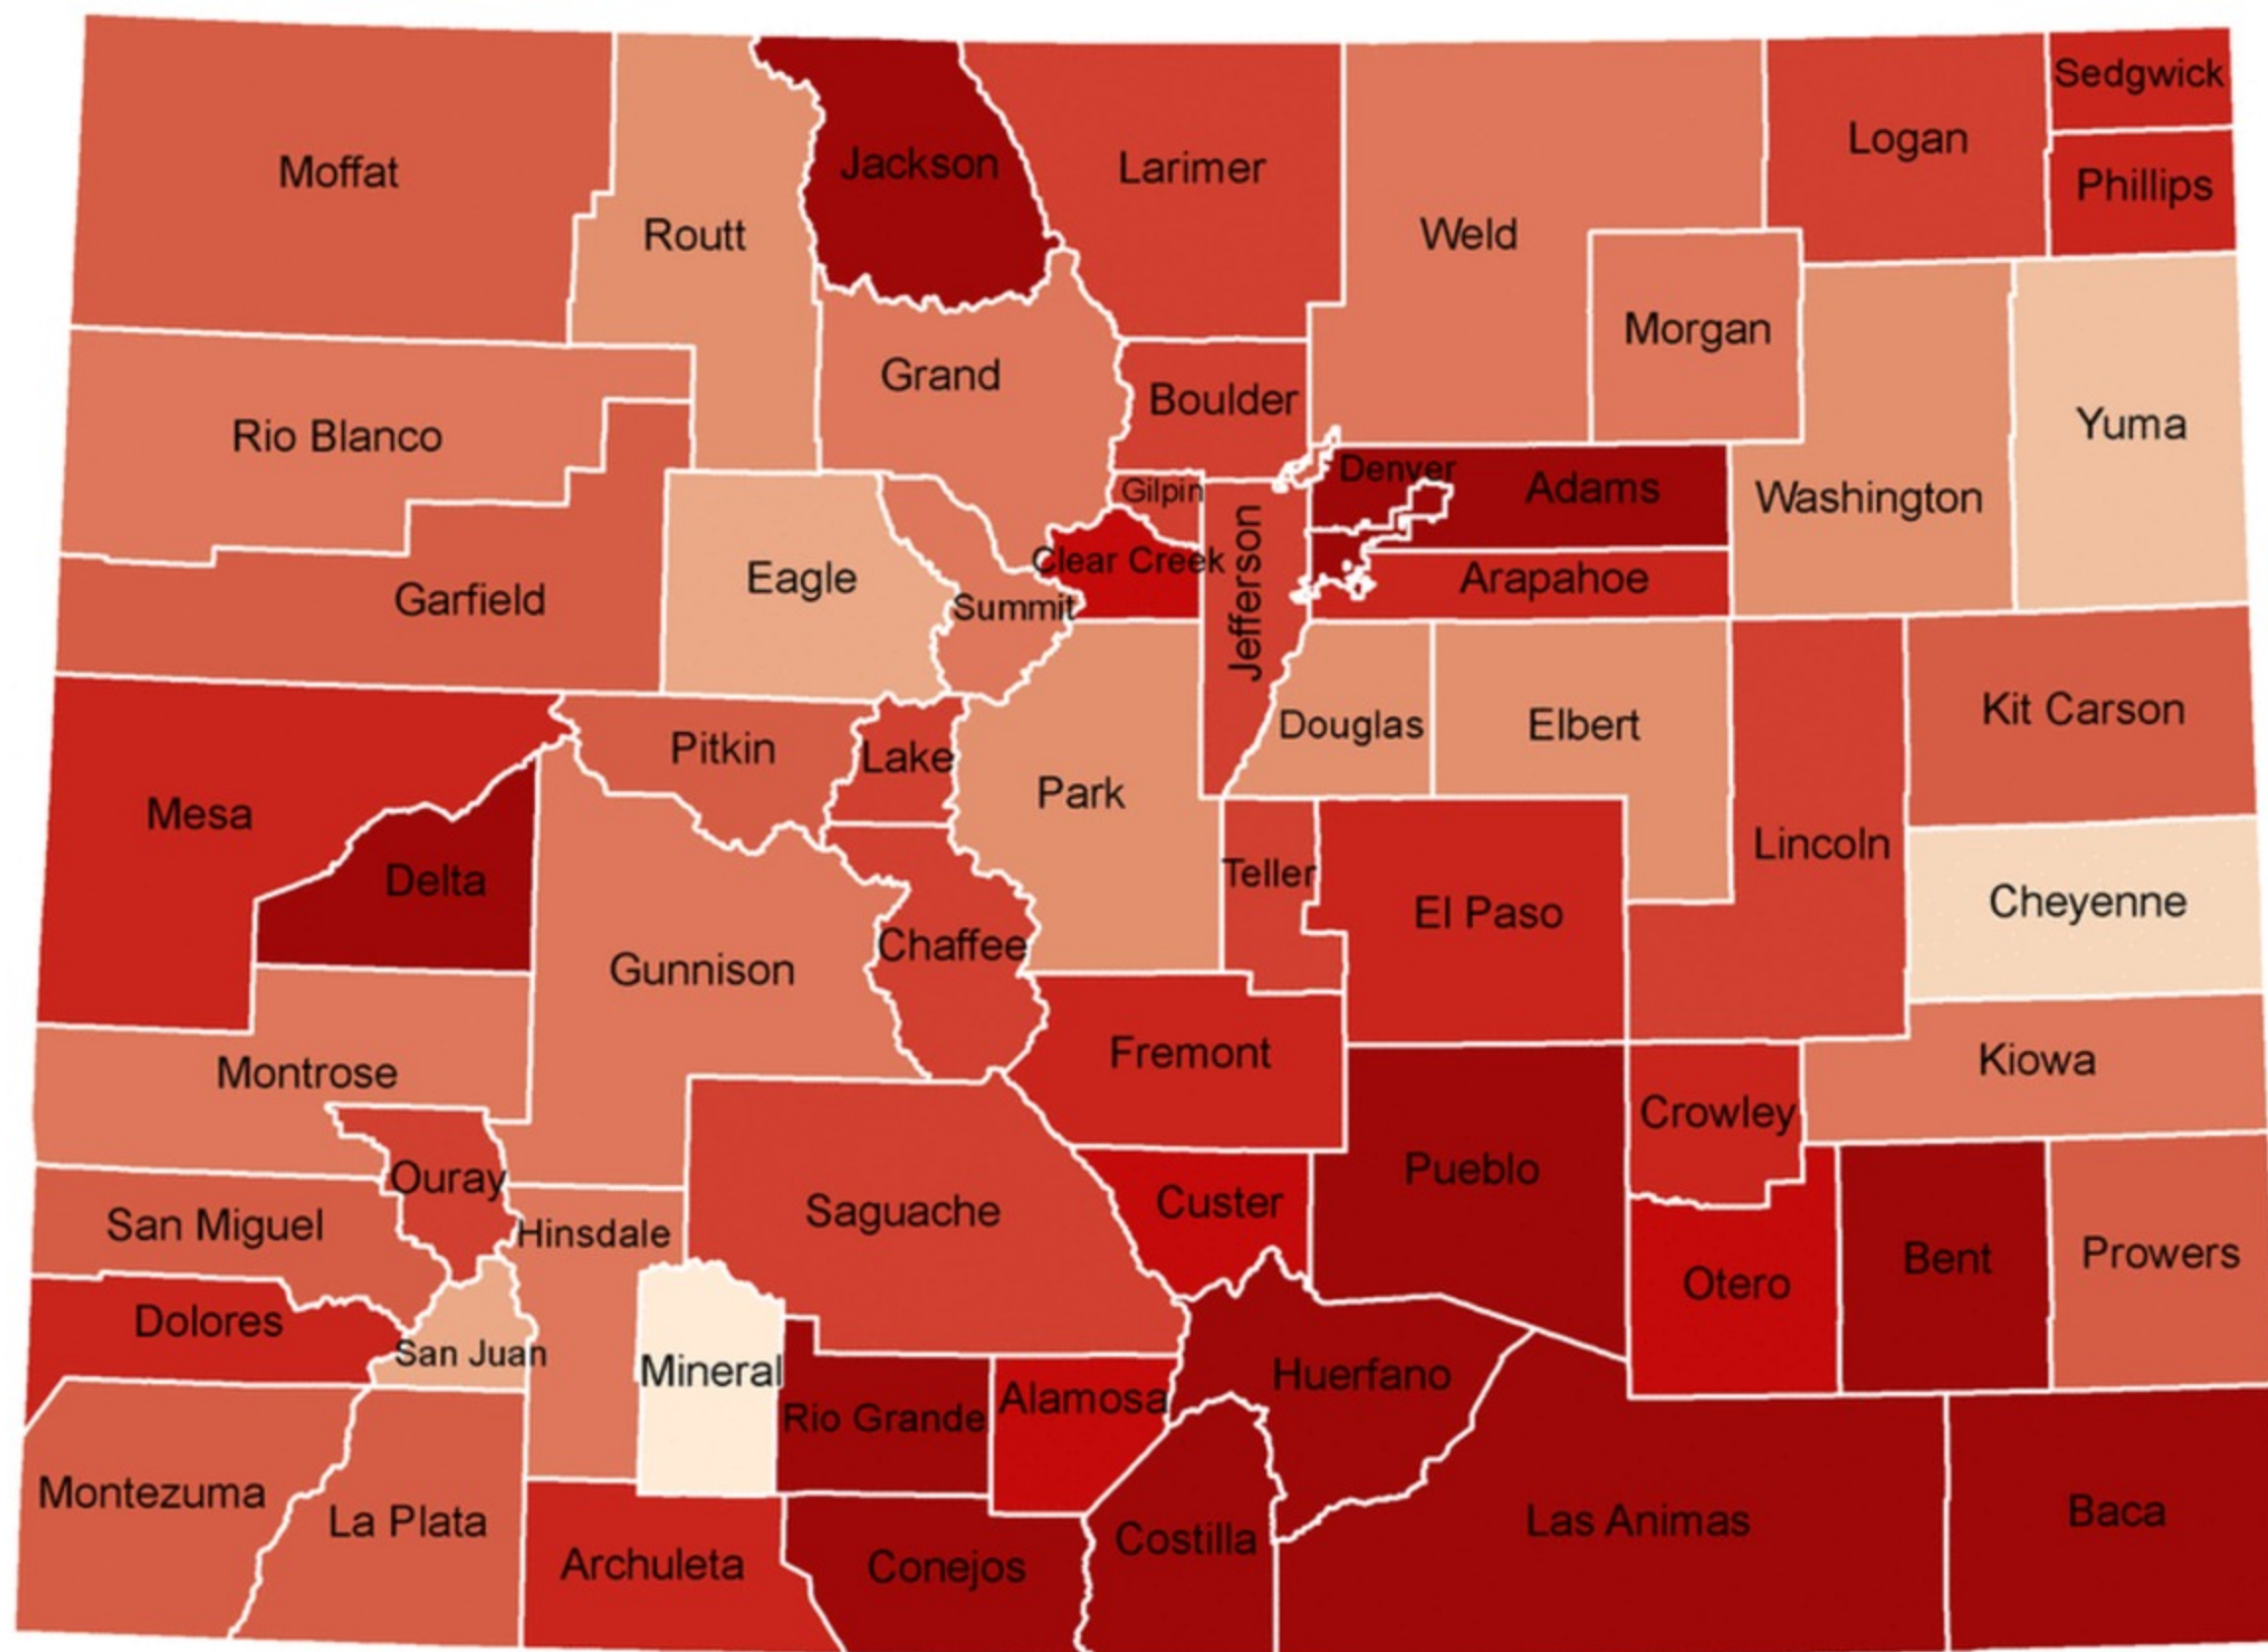 Sedgwick
Logan
Jackson
Larimer
Moffat
Phillips
Routt
Weld
Morgan
Grand
Boulder
Yuma
Rio Blanco
Denver
Adams
Gilpin
Washington
Clear Creek
Eagle
Arapahoe
Jefferson
Garfield
Summit
Kit Carson
Douglas
Elbert
Pitkin
Lake
Park
Mesa
Lincoln
Teller
Delta
Cheyenne
El Paso
Chaffee
Gunnison
Fremont
Kiowa
Montrose
Crowley
Pueblo
Ouray
Custer
Saguache
San Miguel
Hinsdale
Prowers
Bent
Otero
Dolores
San Juan
Mineral
Huerfano
Alamosa
Rio Grande
Montezuma
Baca
La Plata
Las Animas
Costilla
Archuleta
Conejos